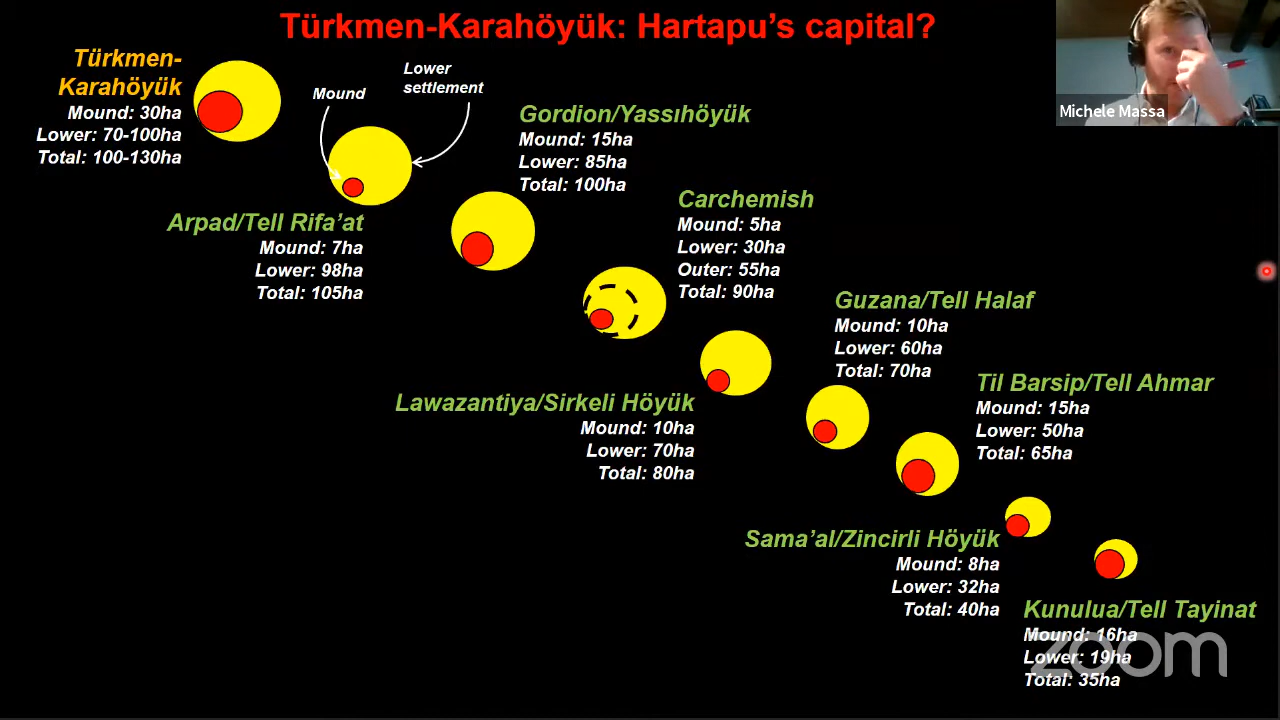 Türkmen-Karahöyük: Hartapu's capital?
Michele Massa
Türkmen-
Karahöyük
Mound: 30ha
Lower: 70-100ha
Total: 100-130ha
Mound
Lower
settlement
Arpad/Tell Rifa'at
Mound: 7ha
Lower: 98ha
Total: 105ha
Gordion/Yassıhöyük
Mound: 15ha
Lower: 85ha
Total: 100ha
Carchemish
Mound: 5ha
Lower: 30ha
Outer: 55ha
Total: 90ha
Lawazantiya/Sirkeli Höyük
Mound: 10ha
Lower: 70ha
Total: 80ha
Guzana/Tell Halaf
Mound: 10ha
Lower: 60ha
Total: 70ha
Til Barsip/Tell Ahmar
Mound: 15ha
Lower: 50ha
Total: 65ha
Sama'al/Zincirli Höyük
Mound: 8ha
Lower: 32ha
Total: 40ha
Kunulua/Tell Tayinat
Mound: 16ha
Lower: 19ha
Total: 35ha
zoom